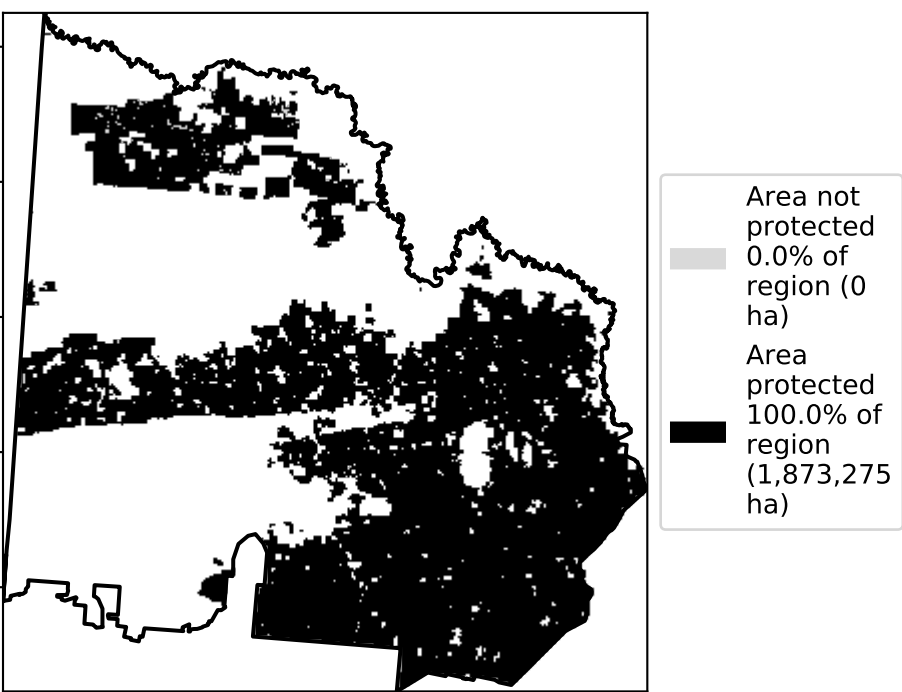 Area not
protected
0.0% of
region (0
ha)
Area
protected
100.0% of
region
(1,873,275
ha)